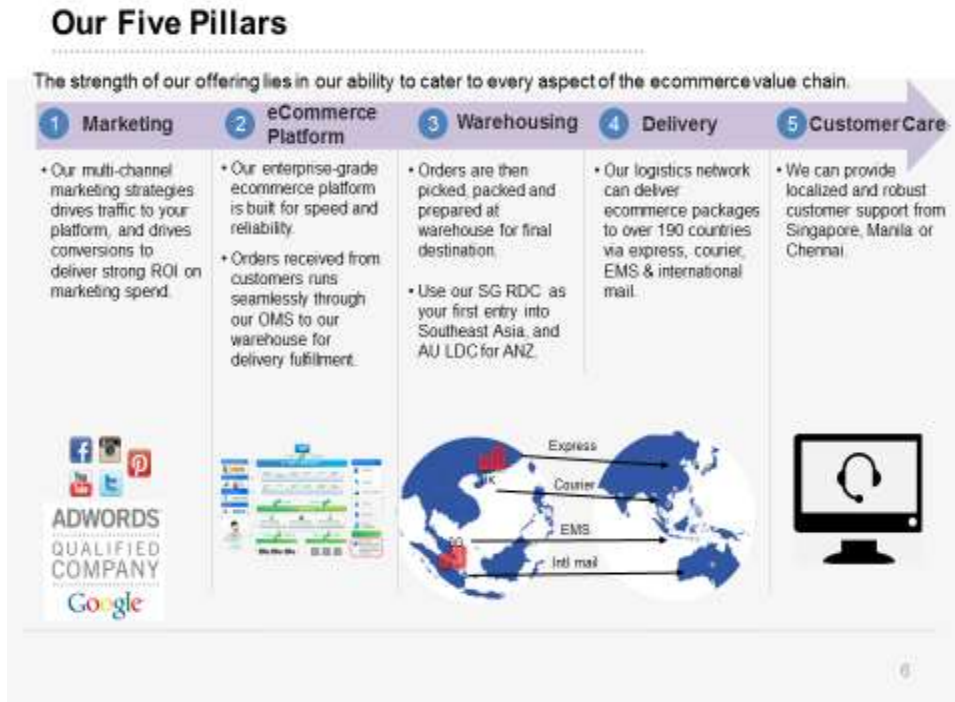 Our Five Pillars
The strength of our offering lies in our ability to cater to every aspect of the ecommerce value chain.
1 Marketing
2 eCommerce
Platform
3 Warehousing
4 Delivery
5 Customer Care
• Our multi-channel
marketing strategies
drives traffic to your
platform, and drives
conversions to
deliver strong ROI on
marketing spend.
• Our enterprise-grade
ecommerce platform
is built for speed and
reliability.
• Orders received from
customers runs
seamlessly through
our OMS to our
warehouse for
delivery fulfillment.
• Orders are then
picked, packed and
prepared at
warehouse for final
destination.
• Use our SG RDC as
your first entry into
Southeast Asia, and
AU LDC for ANZ.
• Our logistics network
can deliver
ecommerce packages
to over 190 countries
via express, courier,
EMS & international
mail.
• We can provide
localized and robust
customer support from
Singapore, Manila or
Chennai.
You
ADWORDS
QUALIFIED
COMPANY
Google
Express
Courier
EMS
Intl mail
SG
6